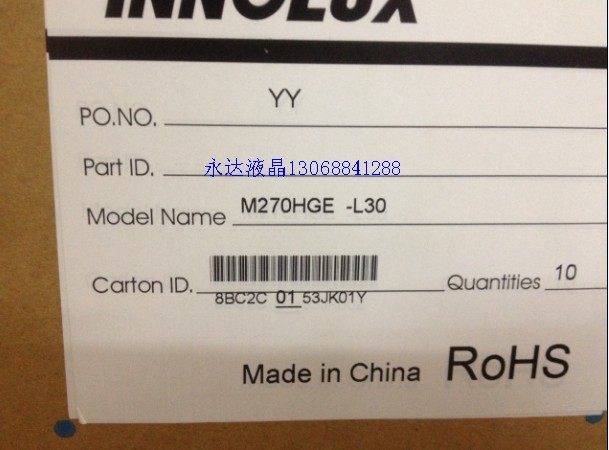 INNOLUX
PO.NO. YY
Part ID. 永达液晶13068841288
Model Name M270HGE -L30
Carton ID. 8BC2C 01 53JK01Y Quantities 10
Made in China RoHS